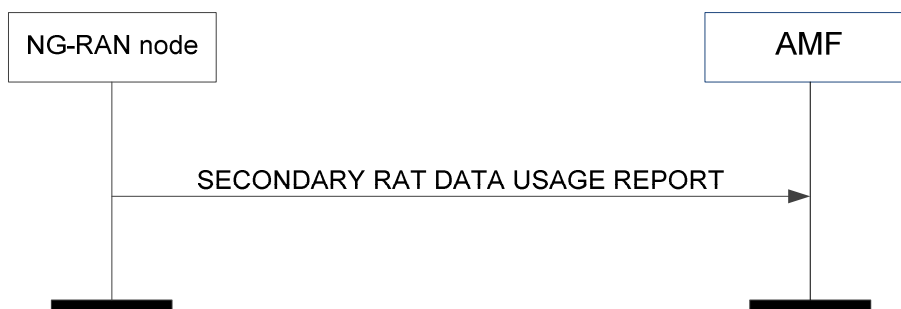 NG-RAN node
AMF
SECONDARY RAT DATA USAGE REPORT